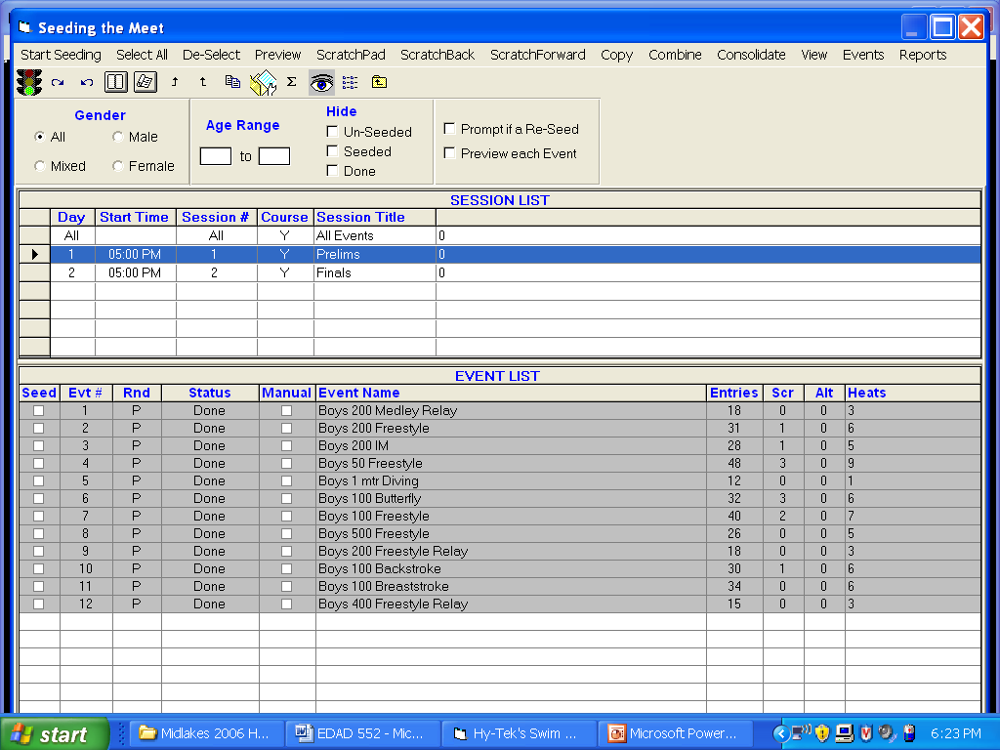 Seeding the Meet
Start Seeding Select All De-Select Preview ScratchPad ScratchBack ScratchForward Copy Combine Consolidate View Events Reports
Gender
All Male
Mixed Female
Age Range
to
Hide
Un-Seeded
Seeded
Done
Prompt if a Re-Seed
Preview each Event
SESSION LIST
Day Start Time Session # Course Session Title
All All Y All Events 0
1 05:00 PM 1 Y Prelims 0
2 05:00 PM 2 Y Finals 0
EVENT LIST
Seed Evt # Rnd Status Manual Event Name Entries Scr Alt Heats
1 P Done Boys 200 Medley Relay 18 0 0 3
2 P Done Boys 200 Freestyle 31 1 0 6
3 P Done Boys 200 IM 28 1 0 5
4 P Done Boys 50 Freestyle 48 3 0 9
5 P Done Boys 1 mtr Diving 12 0 0 1
6 P Done Boys 100 Butterfly 32 3 0 6
7 P Done Boys 100 Freestyle 40 2 0 7
8 P Done Boys 500 Freestyle 26 0 0 5
9 P Done Boys 200 Freestyle Relay 18 0 0 3
10 P Done Boys 100 Backstroke 30 1 0 6
11 P Done Boys 100 Breaststroke 34 0 0 6
12 P Done Boys 400 Freestyle Relay 15 0 0 3
start Midlakes 2006 H... EDAD 552 - Mic... Hy-Tek's Swim ... Microsoft Power... 6:23 PM